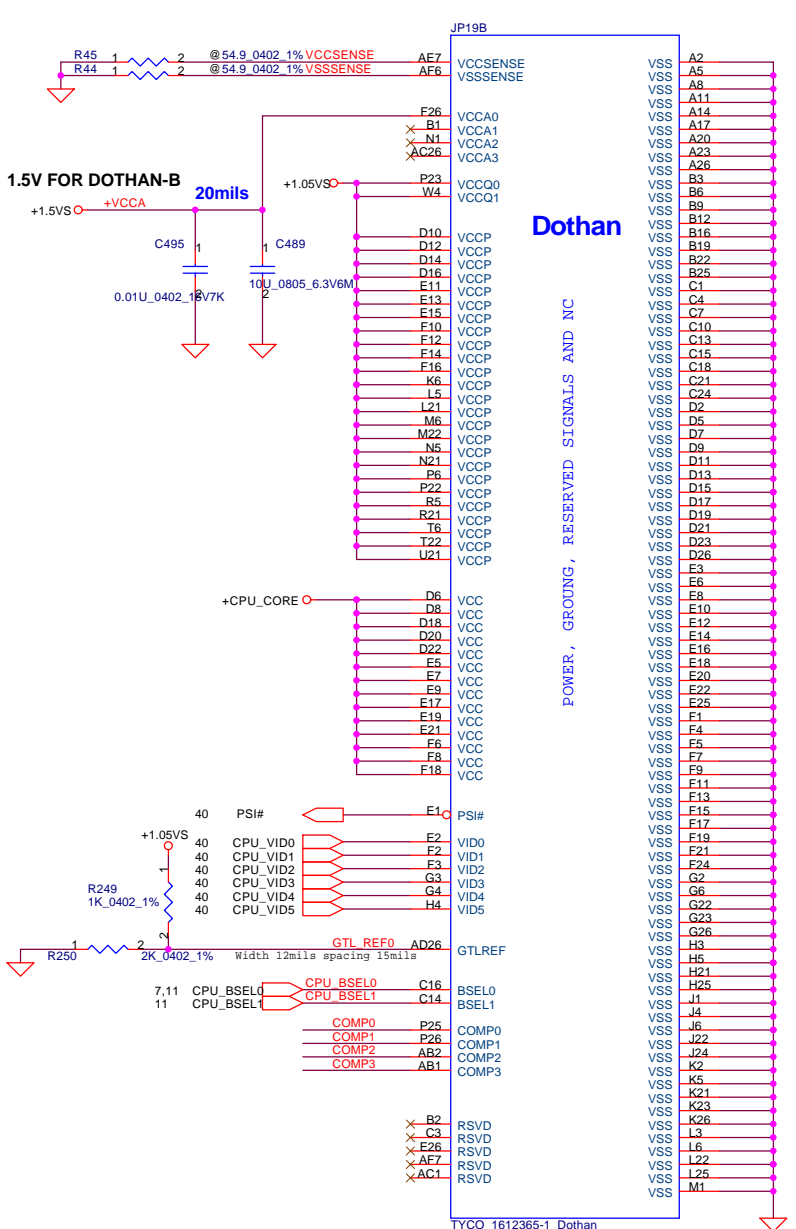 JP19B
R45 1 2 @54.9_0402_1% VCCSENSE AE7 VCCSENSE
R44 1 2 @54.9_0402_1% VSSSENSE AF6 VSSSENSE
F26 VCCA0
B1 VCCA1
N1 VCCA2
AC26 VCCA3
1.5V FOR DOTHAN-B
20mils
+1.5VS +VCCA
C495 1 2
0.01U_0402_16V7K
1 C489 2
10U_0805_6.3V6M
+1.05VS P23 VCCQ0
W4 VCCQ1
Dothan
POWER, GROUNG, RESERVED SIGNALS AND NC
D10 VCCP
D12 VCCP
D14 VCCP
D16 VCCP
E11 VCCP
E13 VCCP
E15 VCCP
F10 VCCP
F12 VCCP
F14 VCCP
F16 VCCP
K6 VCCP
L5 VCCP
L21 VCCP
M6 VCCP
M22 VCCP
N5 VCCP
N21 VCCP
P6 VCCP
P22 VCCP
R5 VCCP
R21 VCCP
T6 VCCP
T22 VCCP
U21 VCCP
+CPU_CORE D6 VCC
D8 VCC
D18 VCC
D20 VCC
D22 VCC
E5 VCC
E7 VCC
E9 VCC
E17 VCC
E19 VCC
E21 VCC
F6 VCC
F8 VCC
F18 VCC
40 PSI# E1 PSI#
40 CPU_VID0 E2 VID0
40 CPU_VID1 F2 VID1
40 CPU_VID2 F3 VID2
40 CPU_VID3 G3 VID3
40 CPU_VID4 G4 VID4
40 CPU_VID5 H4 VID5
+1.05VS
1
R249
1K_0402_1%
2
GTL_REF0 AD26 GTLREF
1 2
R250 2K_0402_1%
Width 12mils spacing 15mils
7,11 CPU_BSEL0 CPU_BSEL0 C16 BSEL0
11 CPU_BSEL1 CPU_BSEL1 C14 BSEL1
COMP0 P25 COMP0
COMP1 P26 COMP1
COMP2 AB2 COMP2
COMP3 AB1 COMP3
B2 RSVD
C3 RSVD
E26 RSVD
AF7 RSVD
AC1 RSVD
VSS A2
VSS A5
VSS A8
VSS A11
VSS A14
VSS A17
VSS A20
VSS A23
VSS A26
VSS B3
VSS B6
VSS B9
VSS B12
VSS B16
VSS B19
VSS B22
VSS B25
VSS C1
VSS C4
VSS C7
VSS C10
VSS C13
VSS C15
VSS C18
VSS C21
VSS C24
VSS D2
VSS D5
VSS D7
VSS D9
VSS D11
VSS D13
VSS D15
VSS D17
VSS D19
VSS D21
VSS D23
VSS D26
VSS E3
VSS E6
VSS E8
VSS E10
VSS E12
VSS E14
VSS E16
VSS E18
VSS E20
VSS E22
VSS E25
VSS F1
VSS F4
VSS F5
VSS F7
VSS F9
VSS F11
VSS F13
VSS F15
VSS F17
VSS F19
VSS F21
VSS F24
VSS G2
VSS G6
VSS G22
VSS G23
VSS G26
VSS H3
VSS H5
VSS H21
VSS H25
VSS J1
VSS J4
VSS J6
VSS J22
VSS J24
VSS K2
VSS K5
VSS K21
VSS K23
VSS K26
VSS L3
VSS L6
VSS L22
VSS L25
VSS M1
TYCO_1612365-1_Dothan